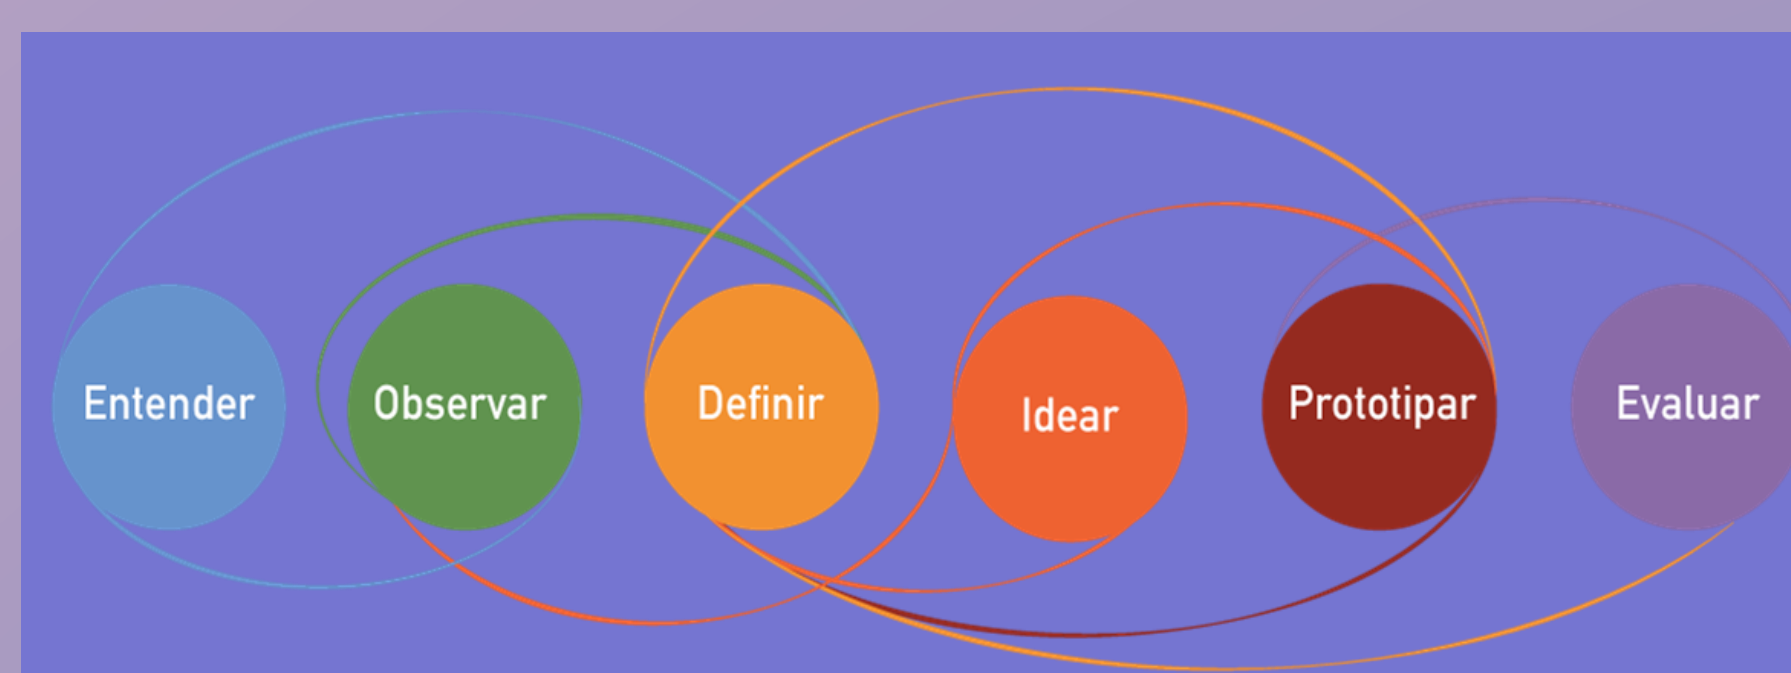 Entender
Observar
Definir
Idear
Prototipar
Evaluar